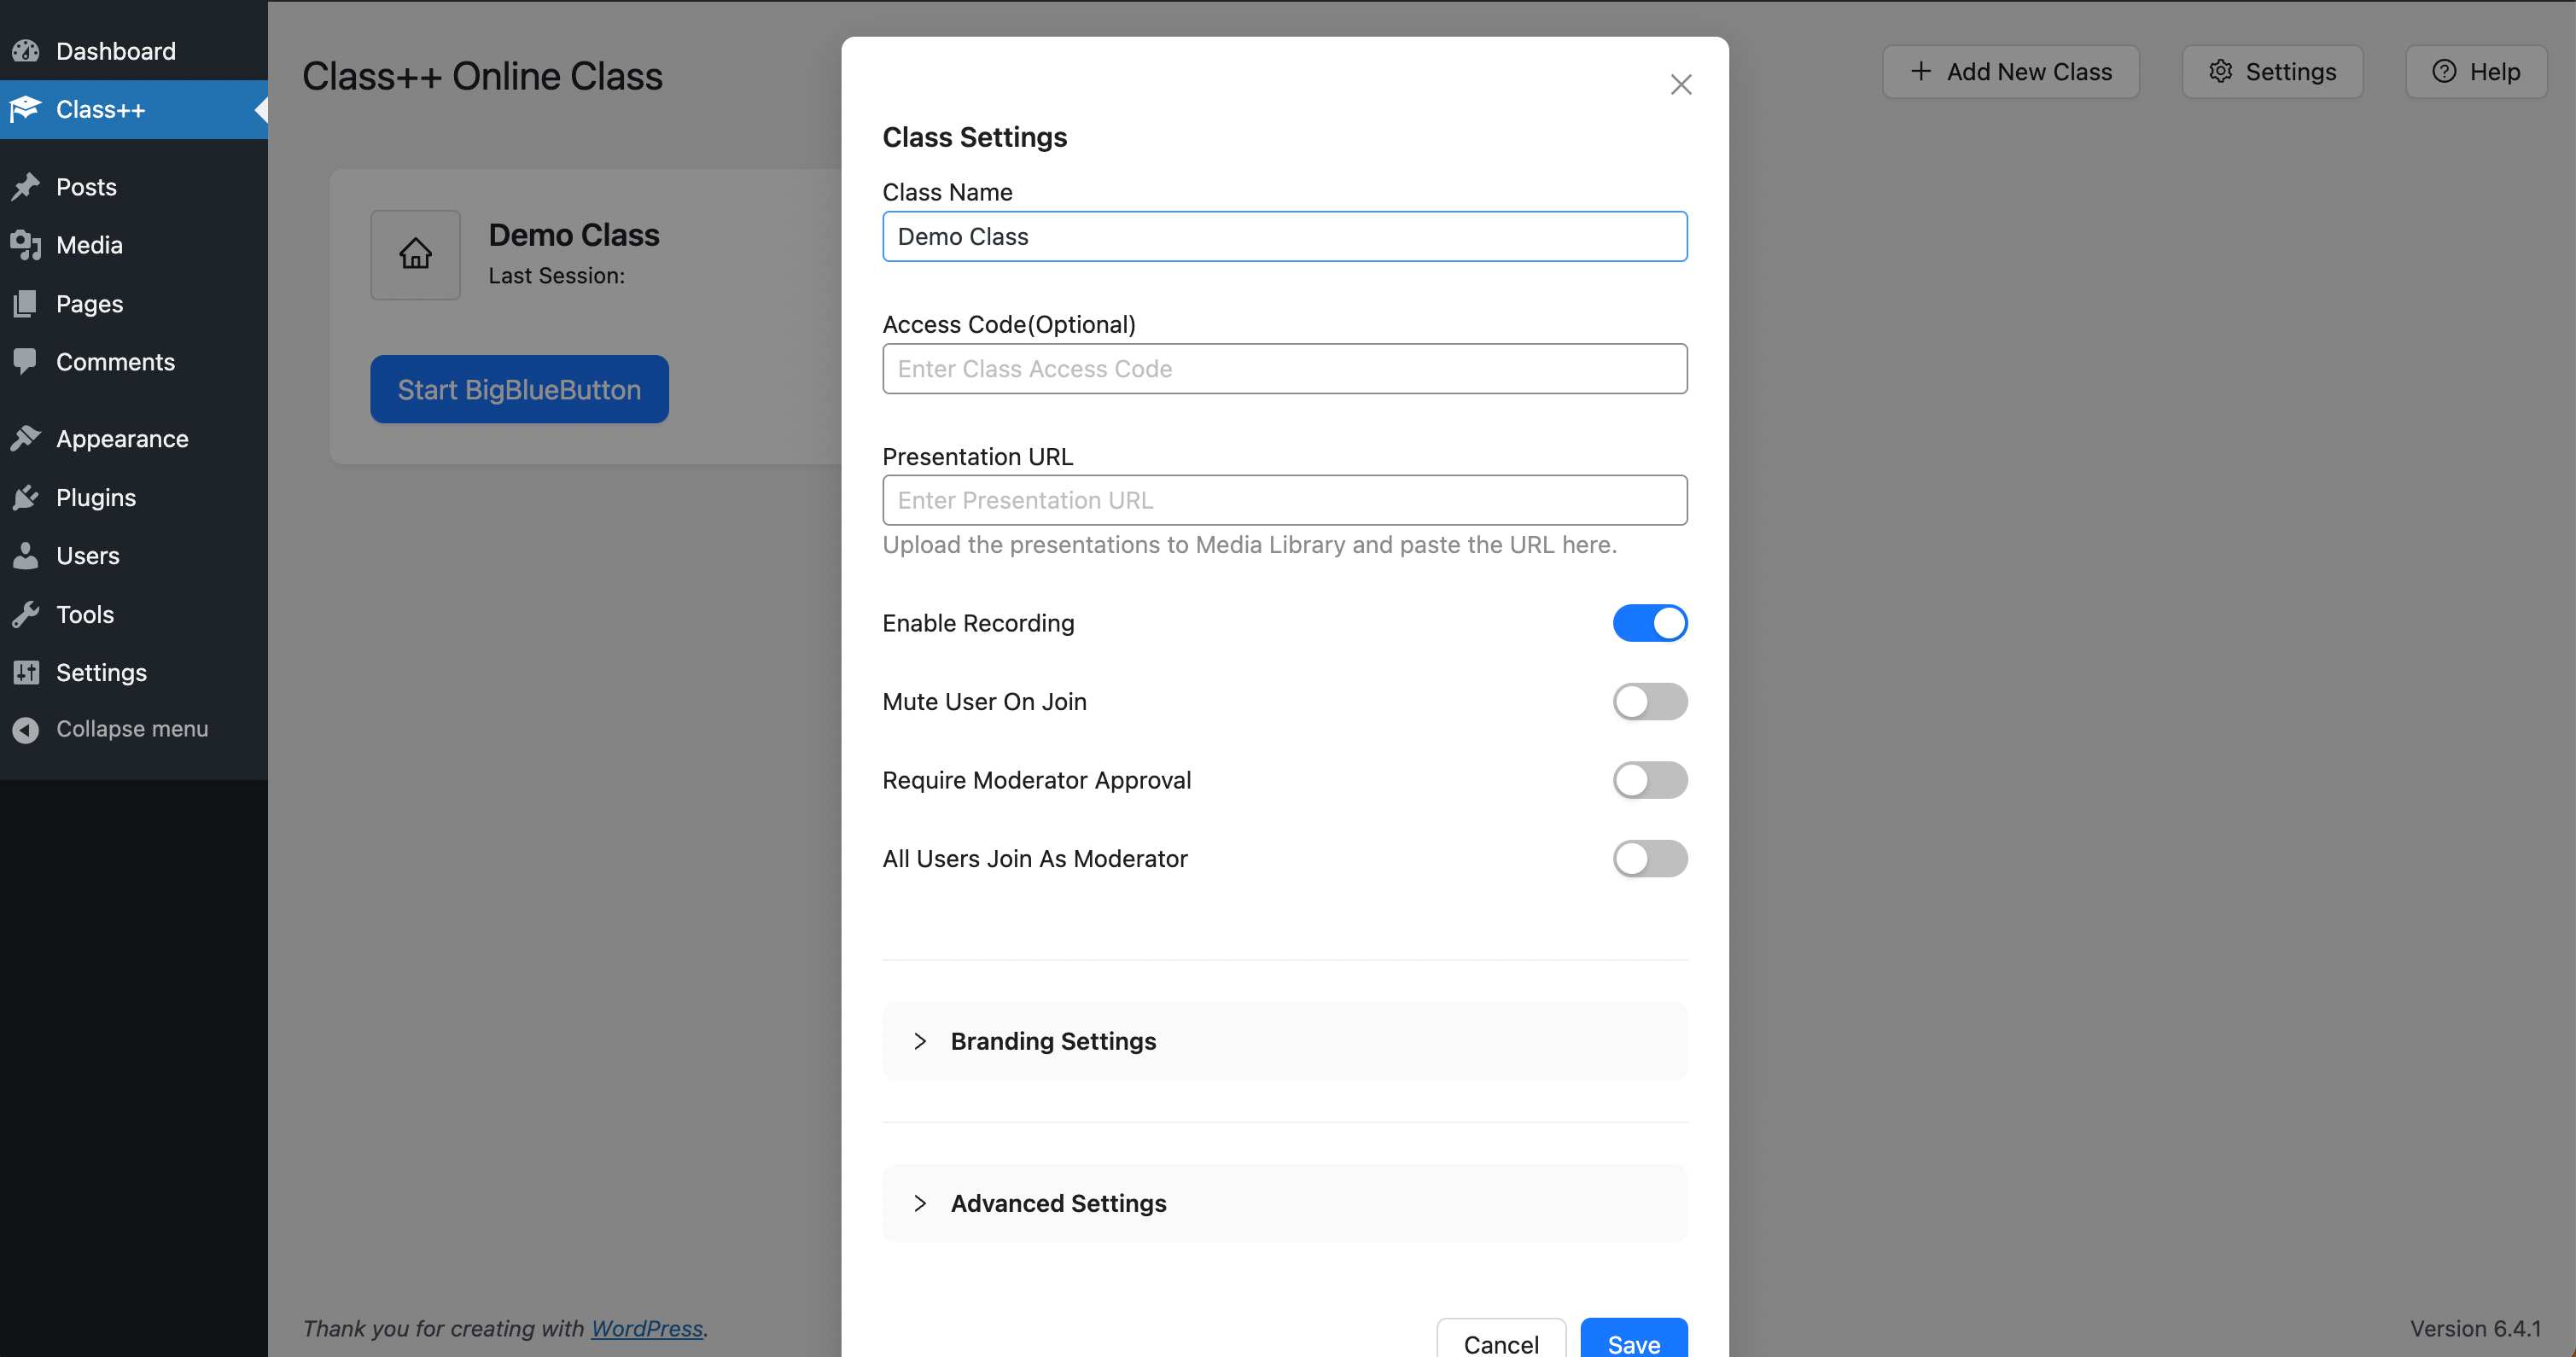 Dashboard
Class++
Posts
Media
Pages
Comments
Appearance
Plugins
Users
Tools
Settings
Collapse menu
Class++ Online Class
Add New Class
Settings
Help
Demo Class
Last Session:
Start BigBlueButton
Class Settings
Class Name
Demo Class
Access Code(Optional)
Enter Class Access Code
Presentation URL
Enter Presentation URL
Upload the presentations to Media Library and paste the URL here.
Enable Recording
Mute User On Join
Require Moderator Approval
All Users Join As Moderator
Branding Settings
Advanced Settings
Cancel
Save
Thank you for creating with WordPress.
Version 6.4.1